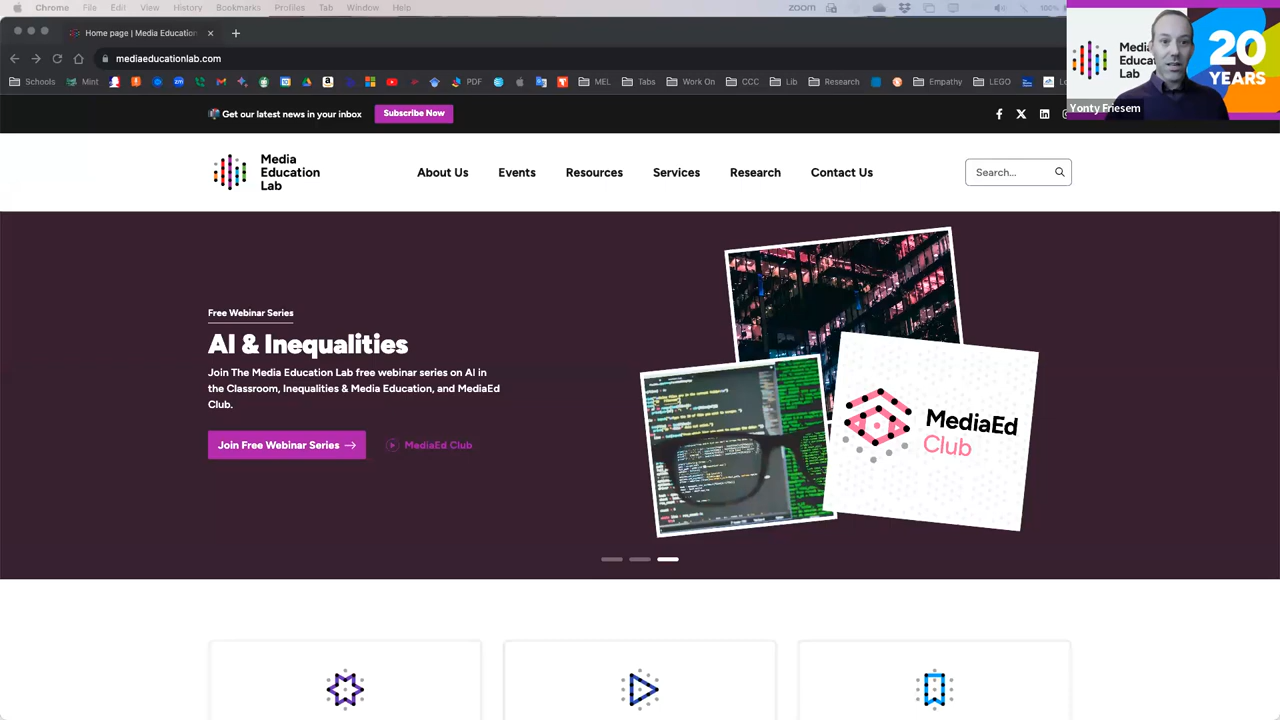 Chrome File Edit View History Bookmarks Profiles Tab Window Help zoom 100%
Home page | Media Education
mediaeducationlab.com
Schools Mint PDF MEL Tabs Work On CCC Lib Research Empathy LEGO
Media
Lab
20
YEARS
Yonty Friesem
Get our latest news in your inbox Subscribe Now
Media
Education
Lab
About Us Events Resources Services Research Contact Us Search...
Free Webinar Series
AI & Inequalities
Join The Media Education Lab free webinar series on AI in
the Classroom, Inequalities & Media Education, and MediaEd
Club.
Join Free Webinar Series → MediaEd Club
MediaEd
Club